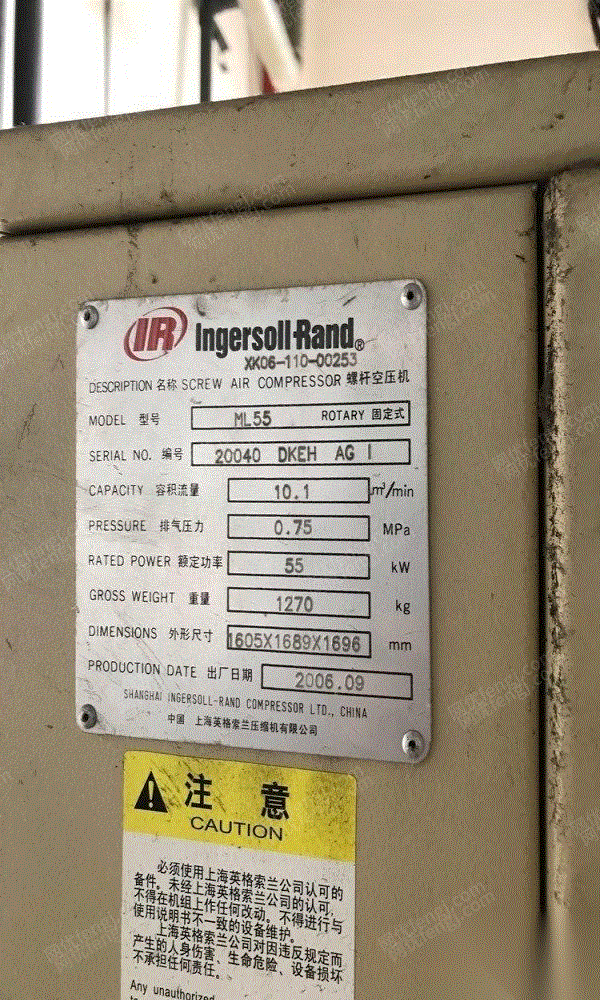 IR Ingersoll-Rand®
XK06-110-00253
DESCRIPTION 名称 SCREW AIR COMPRESSOR 螺杆空压机
MODEL 型号 ML55 ROTARY 固定式
SERIAL NO. 编号 20040 DKEH AG I
CAPACITY 容积流量 10.1 m³/min
PRESSURE 排气压力 0.75 MPa
RATED POWER 额定功率 55 kW
GROSS WEIGHT 重量 1270 kg
DIMENSIONS 外形尺寸 1605X1689X1696 mm
PRODUCTION DATE 出厂日期 2006.09
SHANGHAI INGERSOLL-RAND COMPRESSOR LTD., CHINA
中国 上海英格索兰压缩机有限公司
注 意
CAUTION
必须使用上海英格索兰公司认可的
备件。未经上海英格索兰公司的认可,
不得在机组上作任何改动。不得进行与
使用说明书不一致的设备维护。
上海英格索兰公司对因违反规定而
产生的人身伤害、生命危险、设备损坏
不承担任何责任。
Any unauthorized